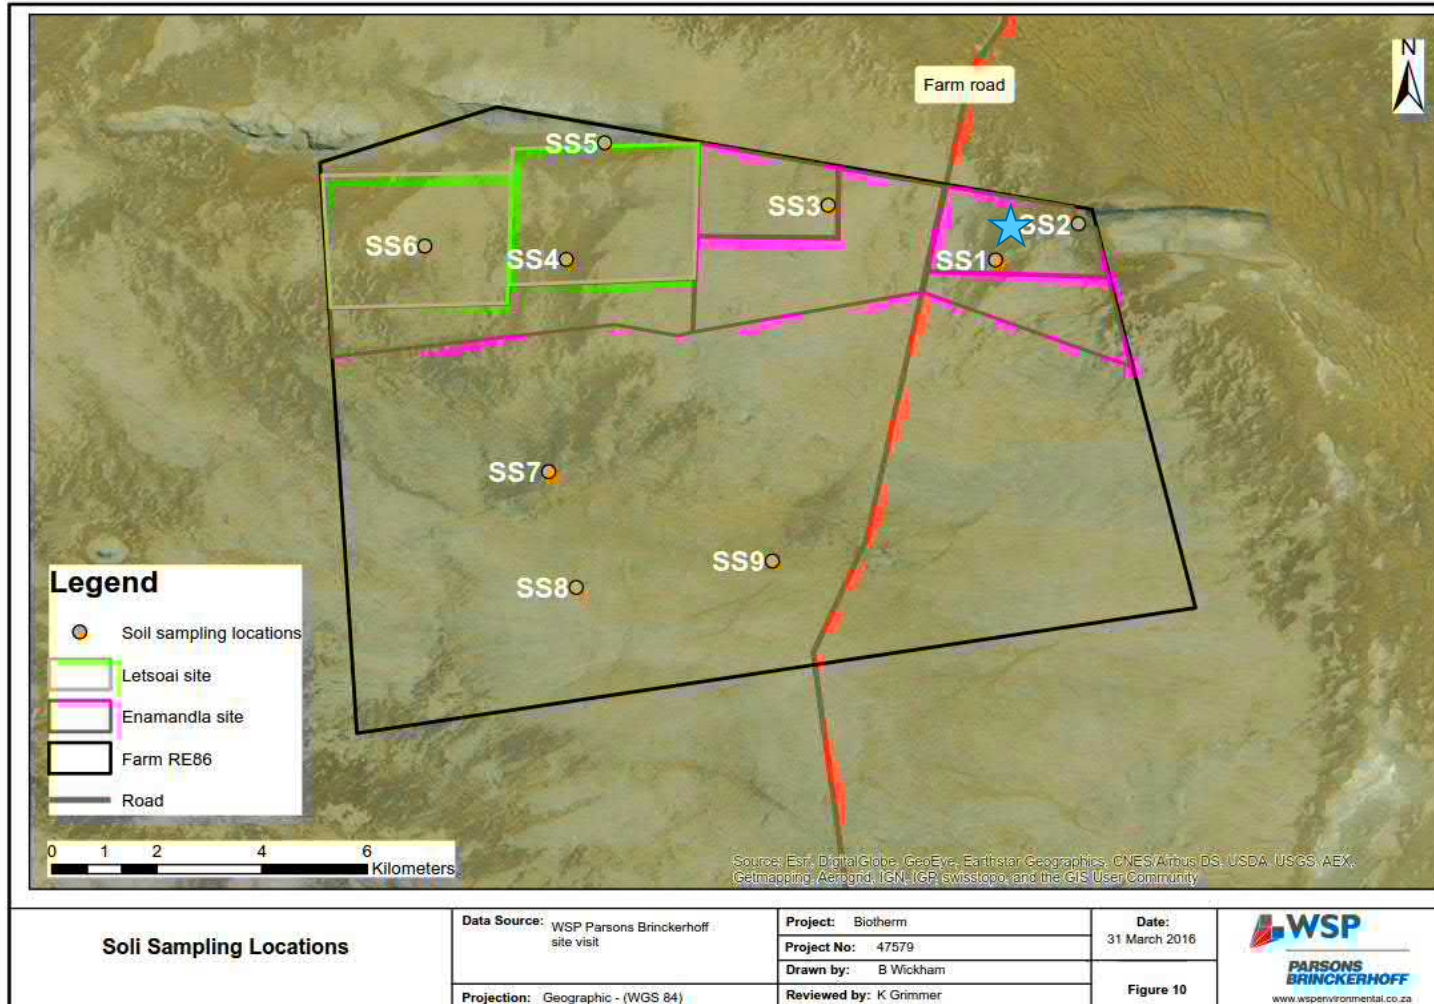 N
Farm road
SS5
SS3
SS6
SS4
GS2
SS1
SS7
SS9
SS8
Legend
Soil sampling locations
Letsoai site
Enamandla site
Farm RE86
Road
0 1 2 4 6
Kilometers
Source: Esri, DigitalGlobe, GeoEye, Earthstar Geographics, CNES/Airbus DS, USDA, USGS, AEX,
Getmapping, Aerogrid, IGN, IGP, swisstopo, and the GIS User Community
Soli Sampling Locations
Data Source: WSP Parsons Brinckerhoff
site visit
Projection: Geographic - (WGS 84)
Project: Biotherm
Project No: 47579
Drawn by: B Wickham
Reviewed by: K Grimmer
Date:
31 March 2016
Figure 10
WSP
PARSONS
BRINCKERHOFF
www.wspenvironmental.co.za